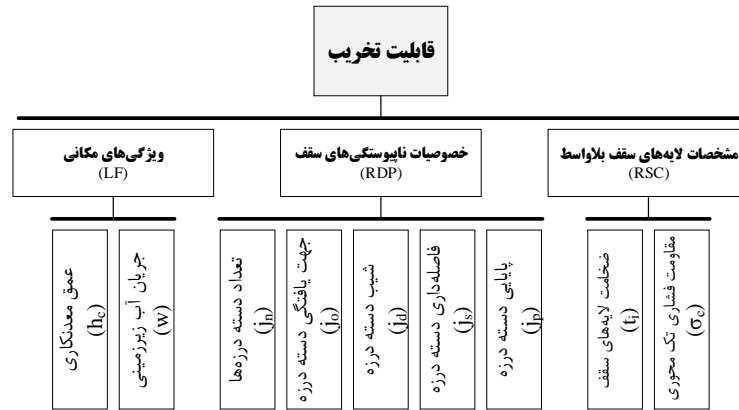 قابلیت تخریب
مشخصات لایه‌های سقف بلاواسط
(RSC)
خصوصیات ناپیوستگی‌های سقف
(RDP)
ویژگی‌های مکانی
(LF)
مقاومت فشاری تک محوری
(σc)
ضخامت لایه‌های سقف
(ti)
پایایی دسته درزه
(jp)
فاصله‌داری دسته درزه
(js)
شیب دسته درزه
(jd)
جهت یافتگی دسته درزه
(jo)
تعداد دسته درزه‌ها
(jn)
جریان آب زیرزمینی
(w)
عمق معدنکاری
(hc)